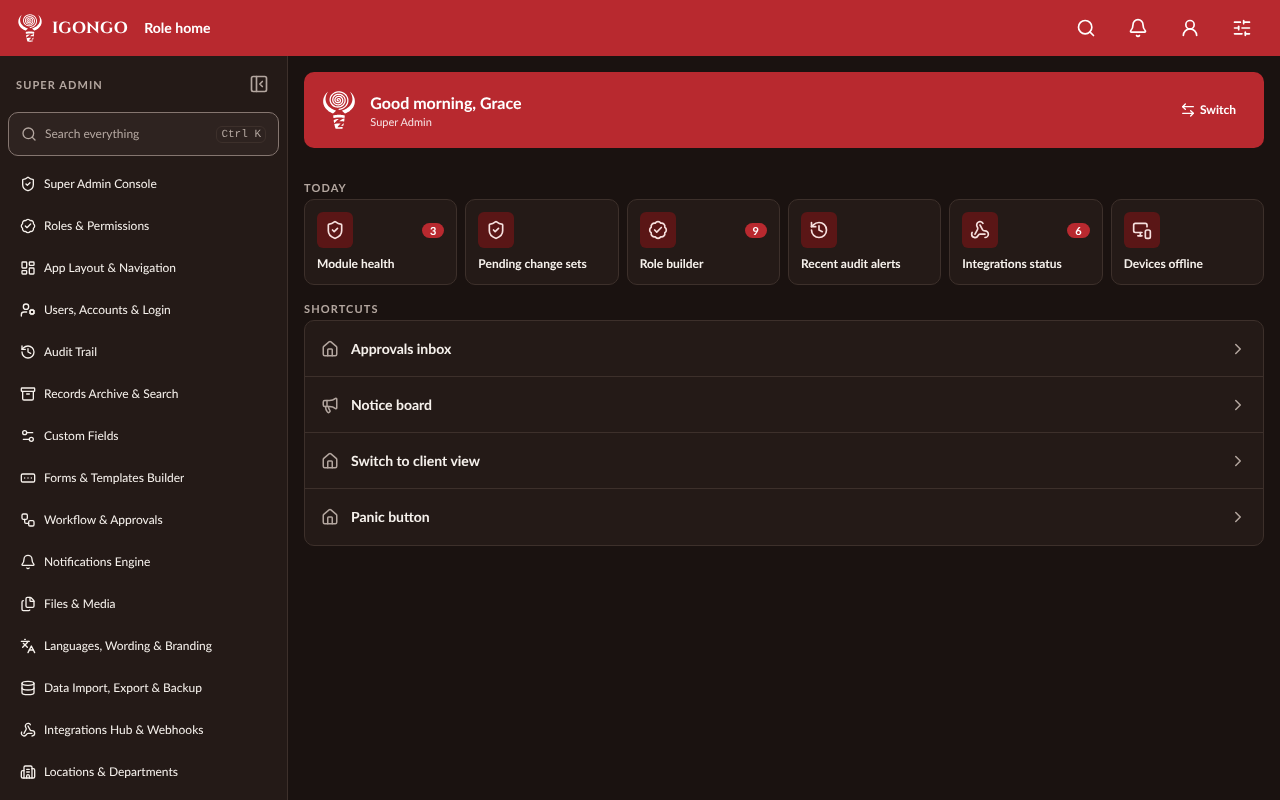 IGONGO Role home
SUPER ADMIN
Search everything Ctrl K
Super Admin Console
Roles & Permissions
App Layout & Navigation
Users, Accounts & Login
Audit Trail
Records Archive & Search
Custom Fields
Forms & Templates Builder
Workflow & Approvals
Notifications Engine
Files & Media
Languages, Wording & Branding
Data Import, Export & Backup
Integrations Hub & Webhooks
Locations & Departments
Good morning, Grace
Super Admin
Switch
TODAY
3
Module health
Pending change sets
9
Role builder
Recent audit alerts
6
Integrations status
Devices offline
SHORTCUTS
Approvals inbox
Notice board
Switch to client view
Panic button